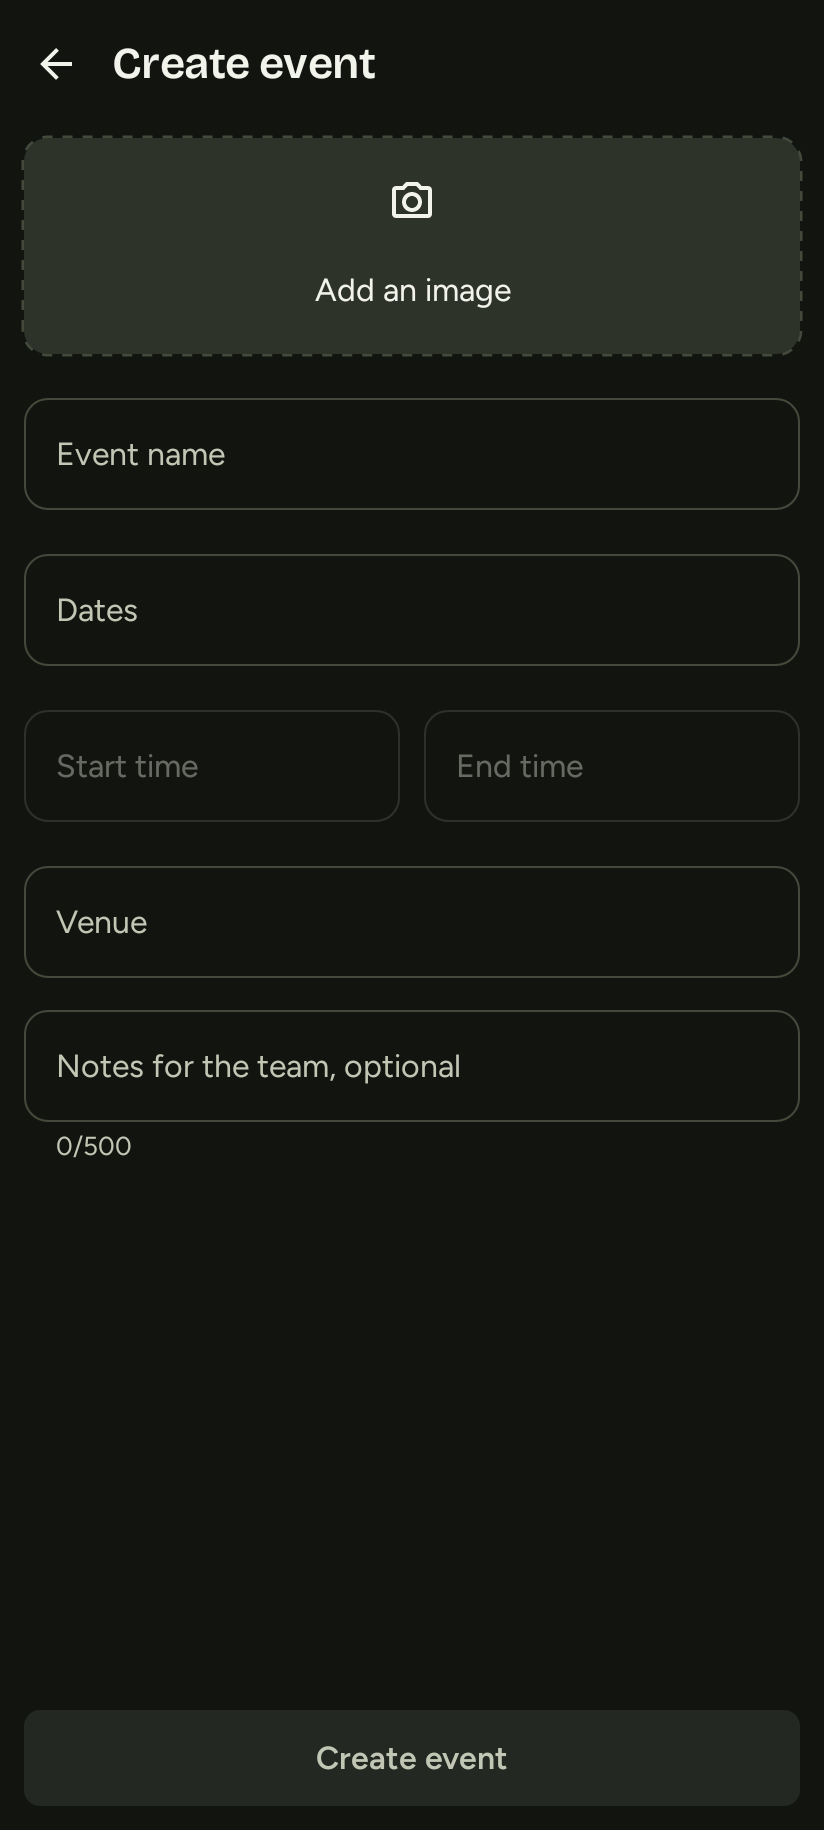 Create event
Add an image
Event name
Dates
Start time
End time
Venue
Notes for the team, optional
0/500
Create event